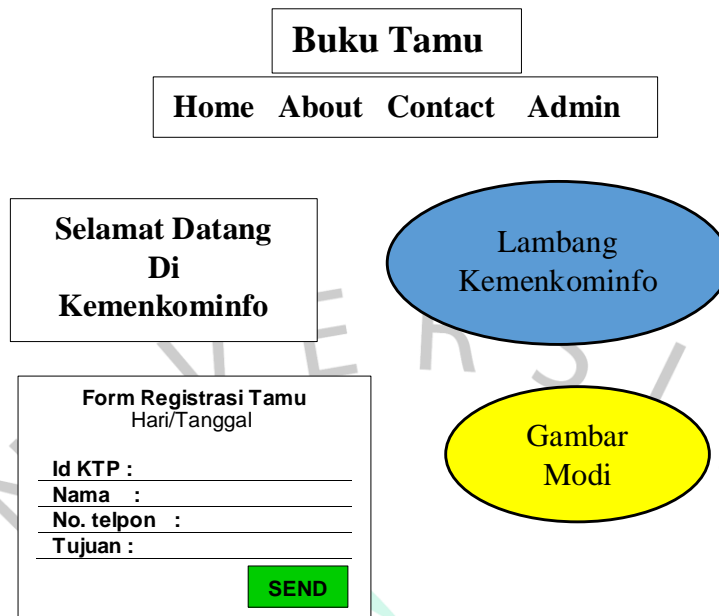 Buku Tamu
Home About Contact Admin
Selamat Datang
Di
Kemenkominfo
Lambang
Kemenkominfo
Form Registrasi Tamu
Hari/Tanggal
Id KTP :
Nama :
No. telpon :
Tujuan :
SEND
Gambar
Modi